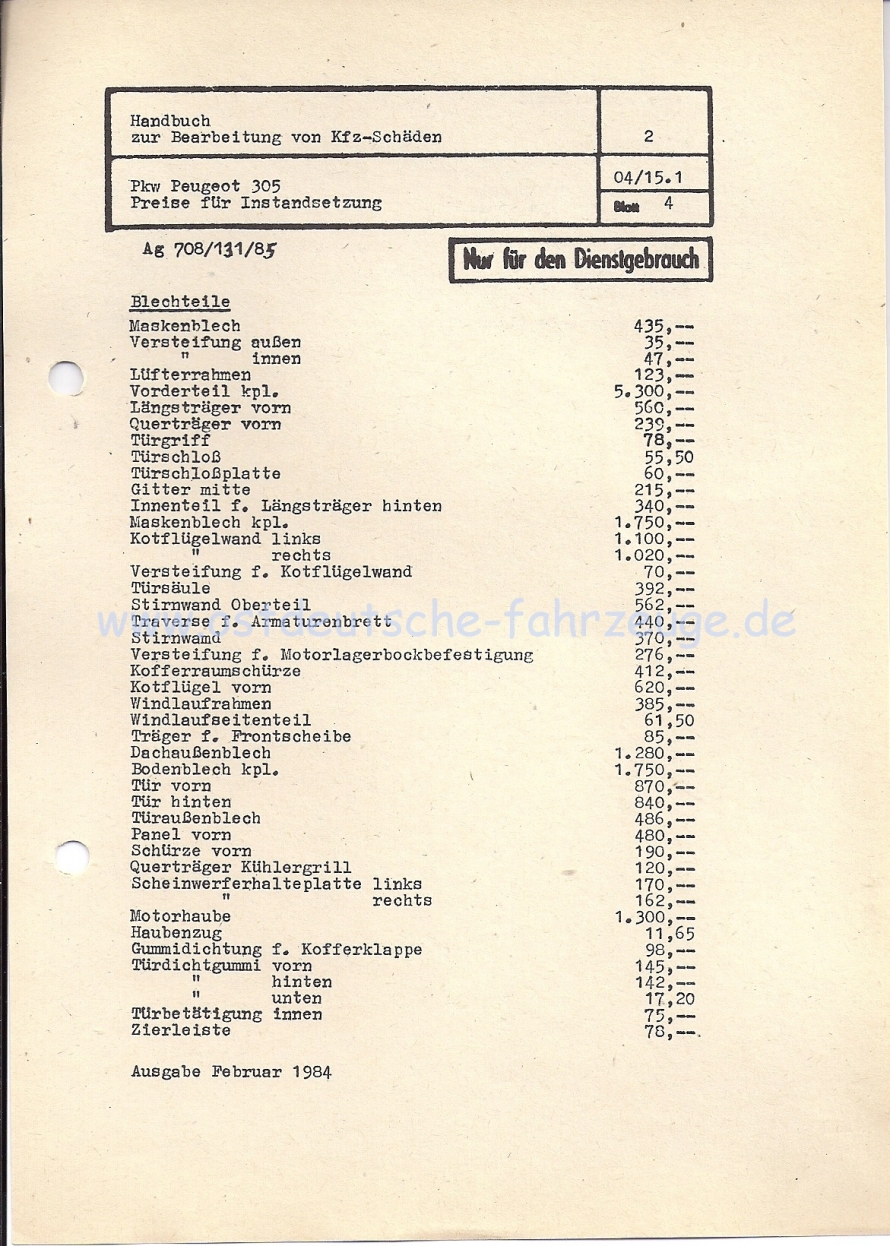 Handbuch
zur Bearbeitung von Kfz-Schäden
2
Pkw Peugeot 305
Preise für Instandsetzung
04/15.1
Blatt 4
Ag 708/131/85
Nur für den Dienstgebrauch
Blechteile
Maskenblech 435,--
Versteifung außen 35,--
" innen 47,--
Lüfterrahmen 123,--
Vorderteil kpl. 5.300,--
Längsträger vorn 560,--
Querträger vorn 239,--
Türgriff 78,--
Türschloß 55,50
Türschloßplatte 60,--
Gitter mitte 215,--
Innenteil f. Längsträger hinten 340,--
Maskenblech kpl. 1.750,--
Kotflügelwand links 1.100,--
" rechts 1.020,--
Versteifung f. Kotflügelwand 70,--
Türsäule 392,--
Stirnwand Oberteil 562,--
www.ostdeutsche-fahrzeuge.de
Traverse f. Armaturenbrett 440,--
Stirnwamd 370,--
Versteifung f. Motorlagerbockbefestigung 276,--
Kofferraumschürze 412,--
Kotflügel vorn 620,--
Windlaufrahmen 385,--
Windlaufseitenteil 61,50
Träger f. Frontscheibe 85,--
Dachaußenblech 1.280,--
Bodenblech kpl. 1.750,--
Tür vorn 870,--
Tür hinten 840,--
Türaußenblech 486,--
Panel vorn 480,--
Schürze vorn 190,--
Querträger Kühlergrill 120,--
Scheinwerferhalteplatte links 170,--
" rechts 162,--
Motorhaube 1.300,--
Haubenzug 11,65
Gummidichtung f. Kofferklappe 98,--
Türdichtgummi vorn 145,--
" hinten 142,--
" unten 17,20
Türbetätigung innen 75,--
Zierleiste 78,--.
Ausgabe Februar 1984